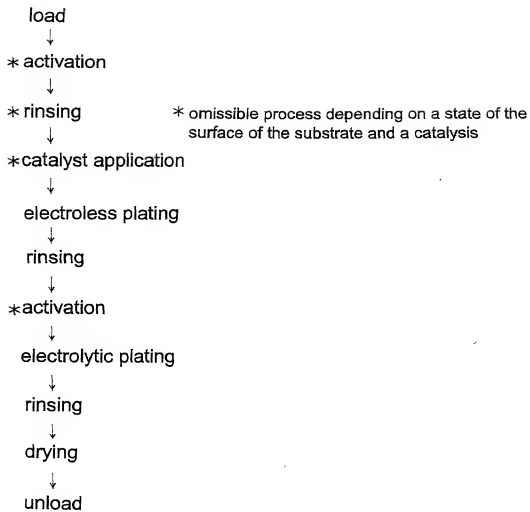 load
↓
* activation
↓
* rinsing
* omissible process depending on a state of the
surface of the substrate and a catalysis
↓
* catalyst application
↓
electroless plating
↓
rinsing
↓
* activation
↓
electrolytic plating
↓
rinsing
↓
drying
↓
unload